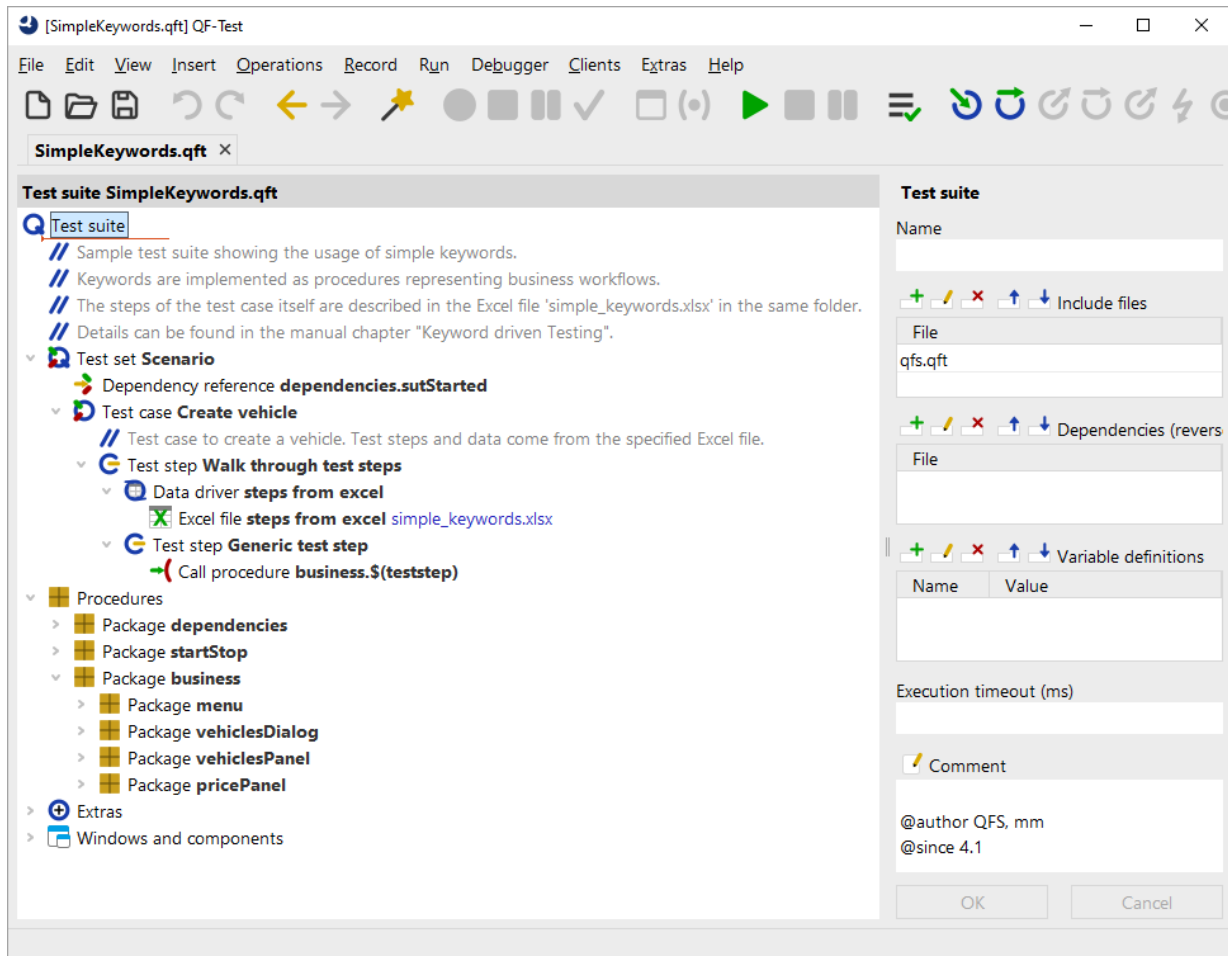 [SimpleKeywords.qft] QF-Test
File Edit View Insert Operations Record Run Debugger Clients Extras Help
SimpleKeywords.qft
Test suite SimpleKeywords.qft
Test suite
// Sample test suite showing the usage of simple keywords.
// Keywords are implemented as procedures representing business workflows.
// The steps of the test case itself are described in the Excel file 'simple_keywords.xlsx' in the same folder.
// Details can be found in the manual chapter "Keyword driven Testing".
Test set Scenario
Dependency reference dependencies.sutStarted
Test case Create vehicle
// Test case to create a vehicle. Test steps and data come from the specified Excel file.
Test step Walk through test steps
Data driver steps from excel
Excel file steps from excel simple_keywords.xlsx
Test step Generic test step
Call procedure business.$(teststep)
Procedures
Package dependencies
Package startStop
Package business
Package menu
Package vehiclesDialog
Package vehiclesPanel
Package pricePanel
Extras
Windows and components
Test suite
Name
Include files
File
qfs.qft
Dependencies (revers
File
Variable definitions
Name Value
Execution timeout (ms)
Comment
@author QFS, mm
@since 4.1
OK Cancel